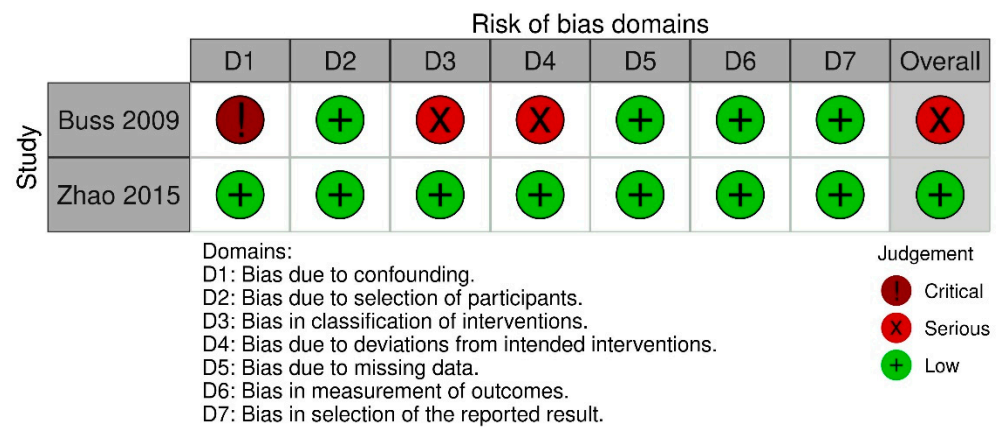 Risk of bias domains
D1 D2 D3 D4 D5 D6 D7 Overall
Study
Buss 2009 ! + X X + + + X
Zhao 2015 + + + + + + + +
Domains:
D1: Bias due to confounding.
D2: Bias due to selection of participants.
D3: Bias in classification of interventions.
D4: Bias due to deviations from intended interventions.
D5: Bias due to missing data.
D6: Bias in measurement of outcomes.
D7: Bias in selection of the reported result.
Judgement
! Critical
X Serious
+ Low